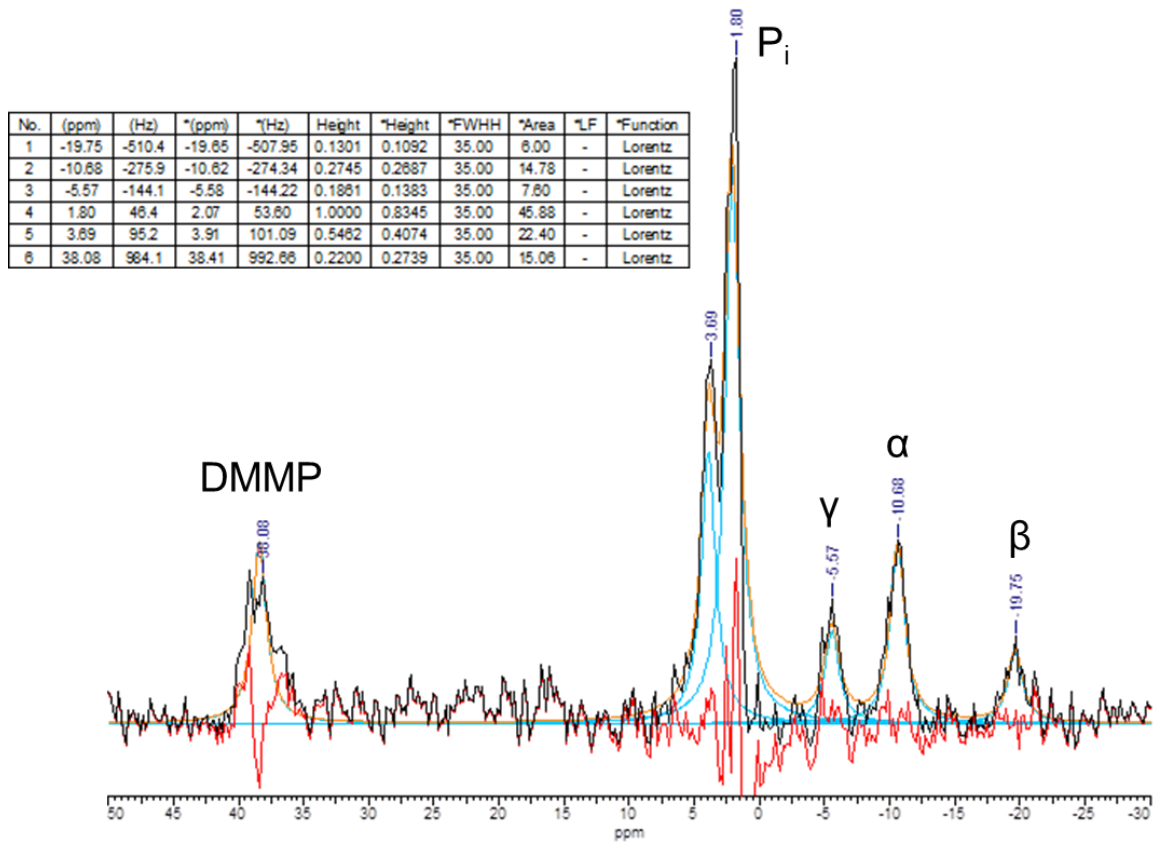 1.80
P i
No. (ppm) (Hz) *(ppm) *(Hz) Height *Height *FWHH *Area *LF *Function
1 -19.75 -510.4 -19.65 -507.95 0.1301 0.1092 35.00 6.00 - Lorentz
2 -10.68 -275.9 -10.62 -274.34 0.2745 0.2687 35.00 14.78 - Lorentz
3 -5.57 -144.1 -5.58 -144.22 0.1861 0.1383 35.00 7.60 - Lorentz
4 1.80 46.4 2.07 53.60 1.0000 0.8345 35.00 45.88 - Lorentz
5 3.69 95.2 3.91 101.09 0.5462 0.4074 35.00 22.40 - Lorentz
6 38.08 984.1 38.41 992.66 0.2200 0.2739 35.00 15.06 - Lorentz
3.69
α
DMMP
γ
-10.68
β
38.08
-5.57
-19.75
50 45 40 35 30 25 20 15 10 5 0 -5 -10 -15 -20 -25 -30
ppm